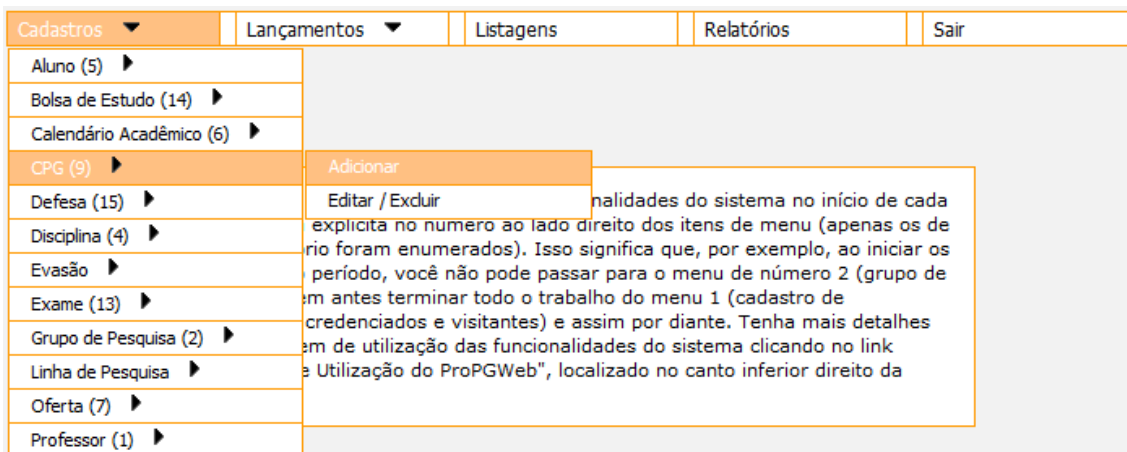 Cadastros Lançamentos Listagens Relatórios Sair
Aluno (5)
Bolsa de Estudo (14)
Calendário Acadêmico (6)
CPG (9)
Defesa (15)
Disciplina (4)
Evasão
Exame (13)
Grupo de Pesquisa (2)
Linha de Pesquisa
Oferta (7)
Professor (1)
Adicionar
Editar / Excluir
do sistema no início de cada
explícita no número ao lado direito dos itens de menu (apenas os de
foram enumerados). Isso significa que, por exemplo, ao iniciar os
período, você não pode passar para o menu de número 2 (grupo de
antes terminar todo o trabalho do menu 1 (cadastro de
credenciados e visitantes) e assim por diante. Tenha mais detalhes
de utilização das funcionalidades do sistema clicando no link
Utilização do ProPGWeb", localizado no canto inferior direito da